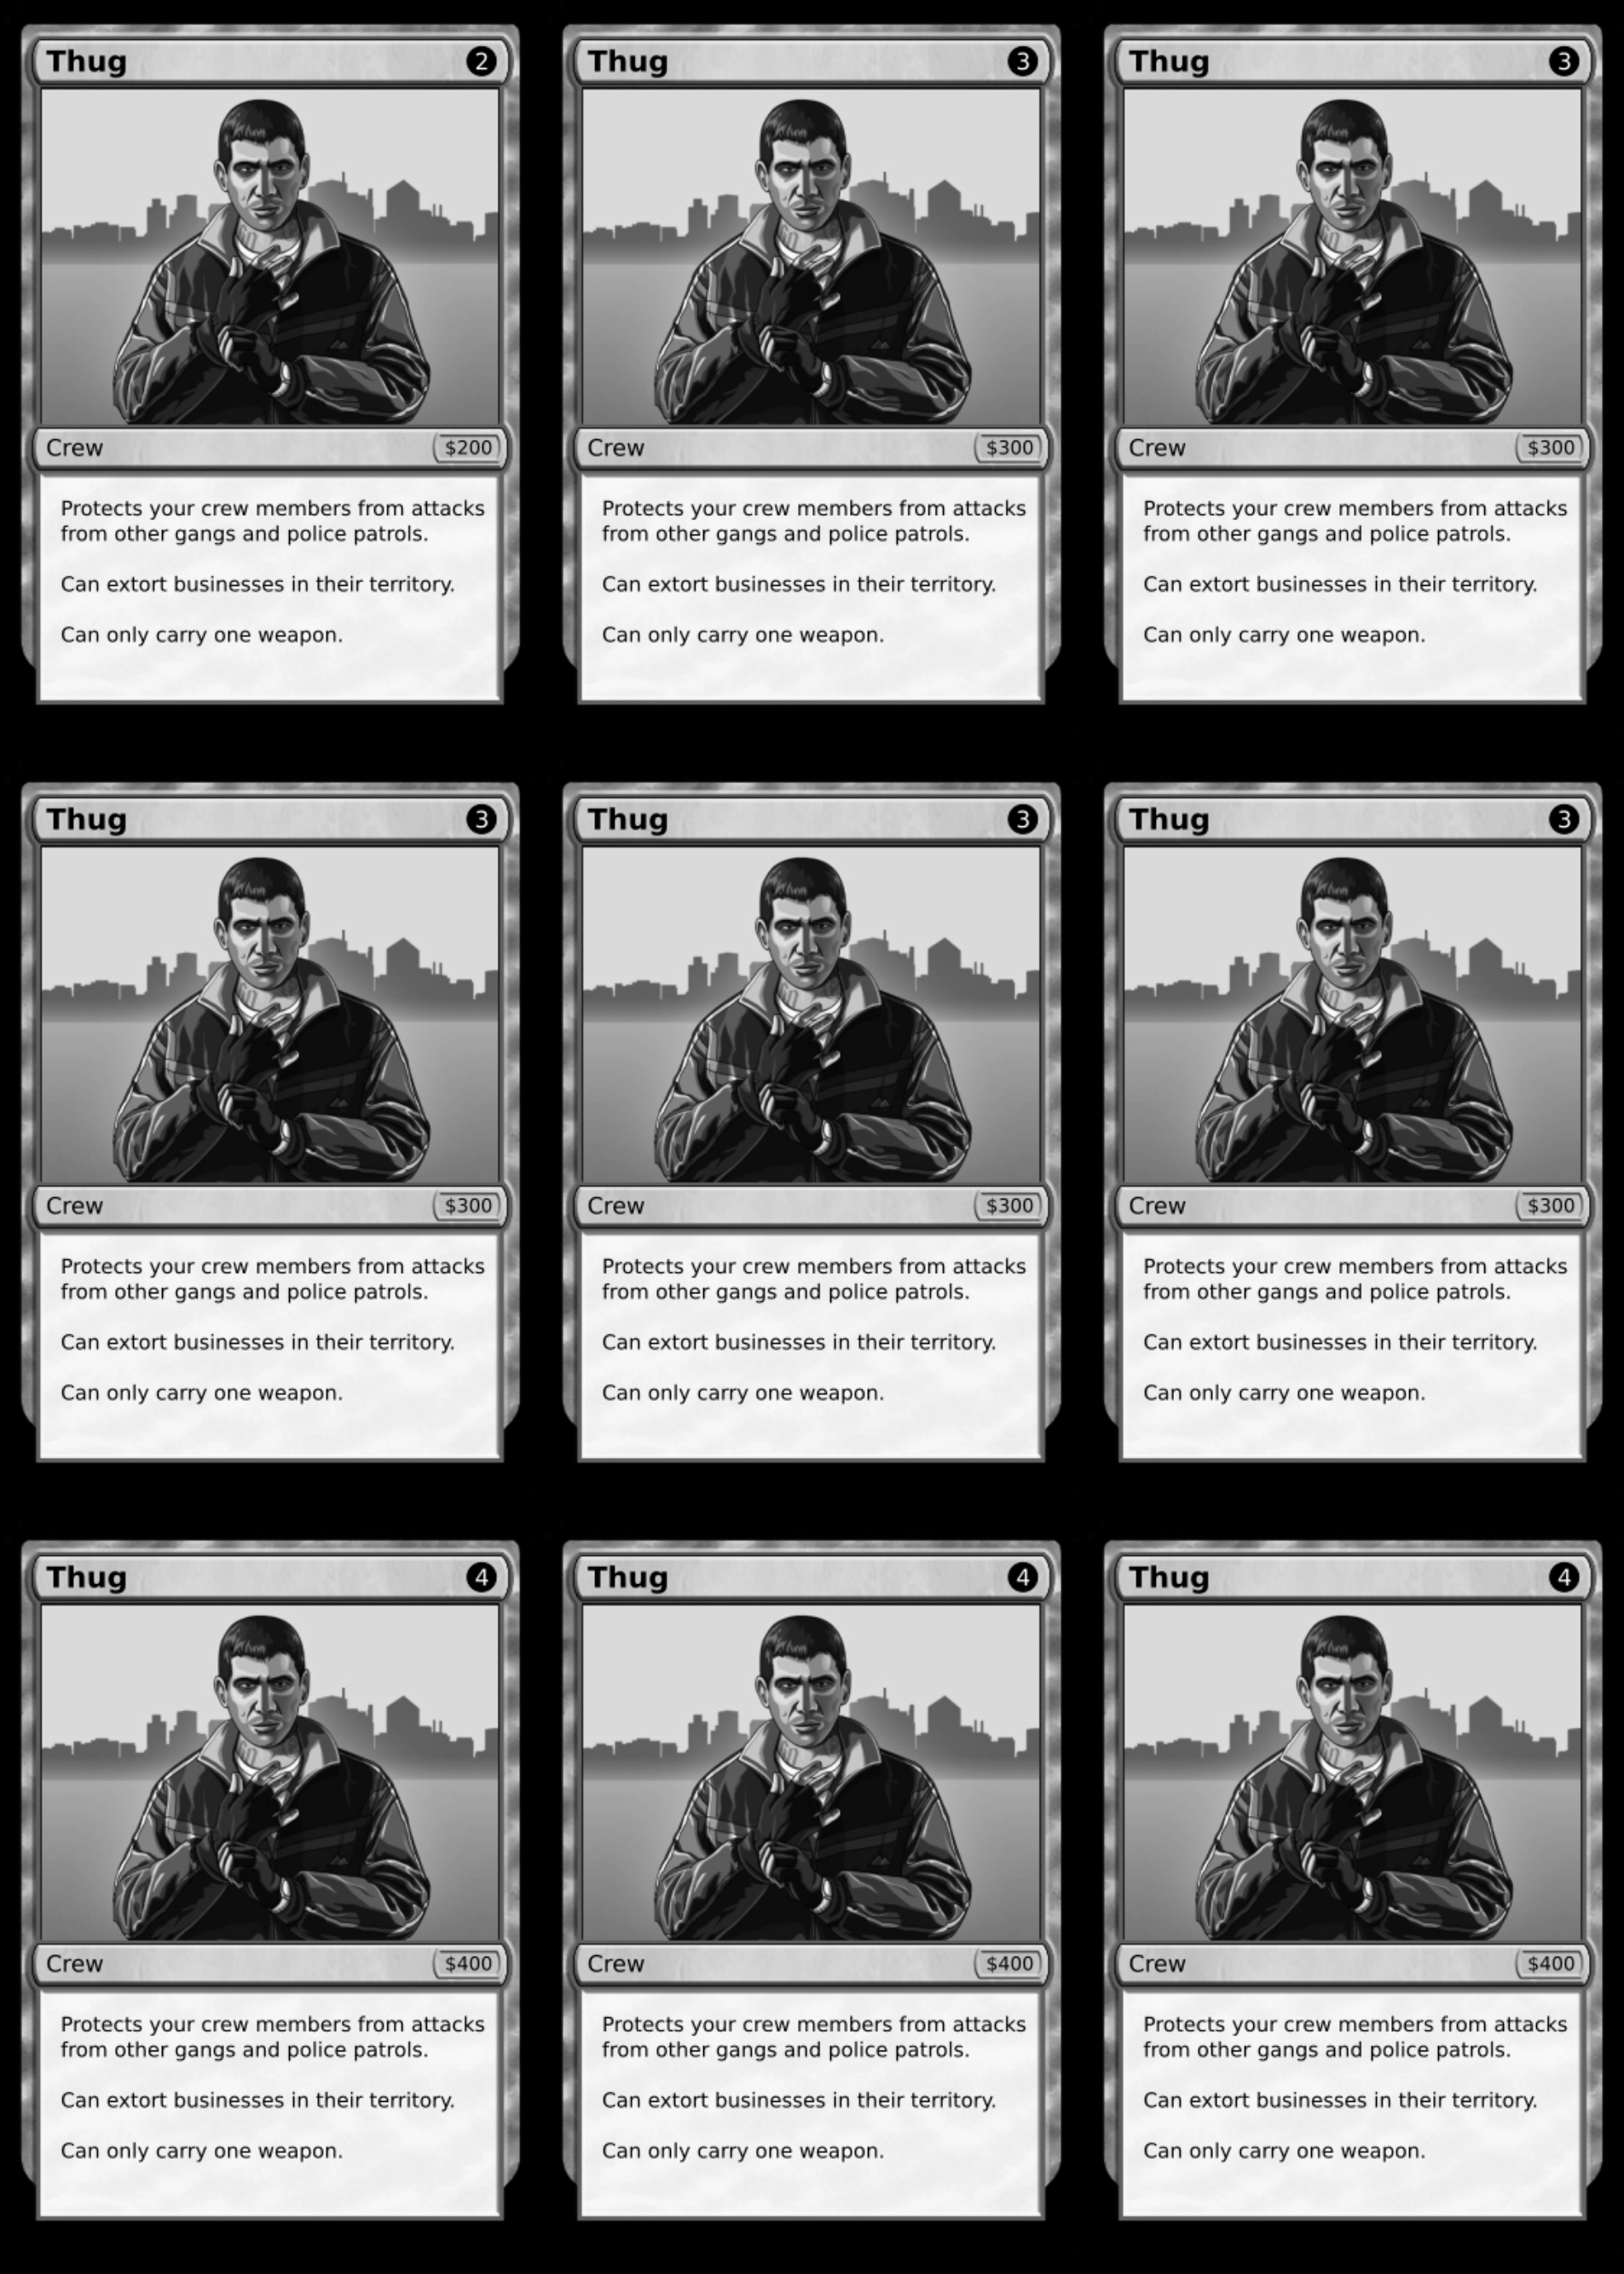 Thug 2
Crew $200
Protects your crew members from attacks
from other gangs and police patrols.
Can extort businesses in their territory.
Can only carry one weapon.
Thug 3
Crew $300
Protects your crew members from attacks
from other gangs and police patrols.
Can extort businesses in their territory.
Can only carry one weapon.
Thug 3
Crew $300
Protects your crew members from attacks
from other gangs and police patrols.
Can extort businesses in their territory.
Can only carry one weapon.
Thug 3
Crew $300
Protects your crew members from attacks
from other gangs and police patrols.
Can extort businesses in their territory.
Can only carry one weapon.
Thug 3
Crew $300
Protects your crew members from attacks
from other gangs and police patrols.
Can extort businesses in their territory.
Can only carry one weapon.
Thug 3
Crew $300
Protects your crew members from attacks
from other gangs and police patrols.
Can extort businesses in their territory.
Can only carry one weapon.
Thug 4
Crew $400
Protects your crew members from attacks
from other gangs and police patrols.
Can extort businesses in their territory.
Can only carry one weapon.
Thug 4
Crew $400
Protects your crew members from attacks
from other gangs and police patrols.
Can extort businesses in their territory.
Can only carry one weapon.
Thug 4
Crew $400
Protects your crew members from attacks
from other gangs and police patrols.
Can extort businesses in their territory.
Can only carry one weapon.